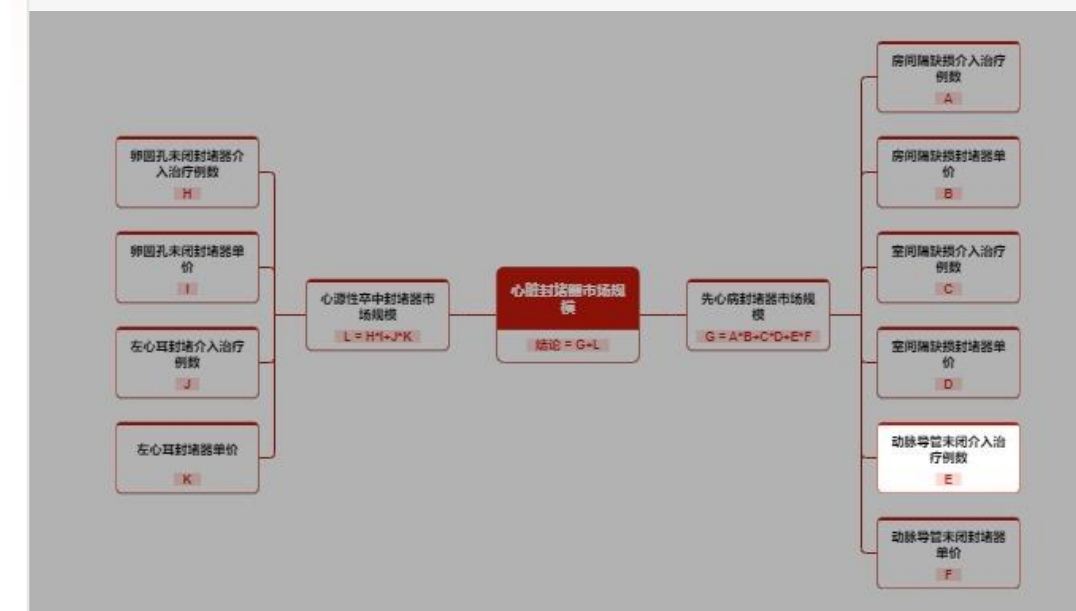 卵圆孔未闭封堵器介
入治疗例数
H
卵圆孔未闭封堵器单
价
I
左心耳封堵介入治疗
例数
J
左心耳封堵器单价
K
心源性卒中封堵器市
场规模
L = H*I+J*K
心脏封堵器市场规
模
结论 = G+L
先心病封堵器市场规
模
G = A*B+C*D+E*F
房间隔缺损介入治疗
例数
A
房间隔缺损封堵器单
价
B
室间隔缺损介入治疗
例数
C
室间隔缺损封堵器单
价
D
动脉导管未闭介入治
疗例数
E
动脉导管未闭封堵器
单价
F